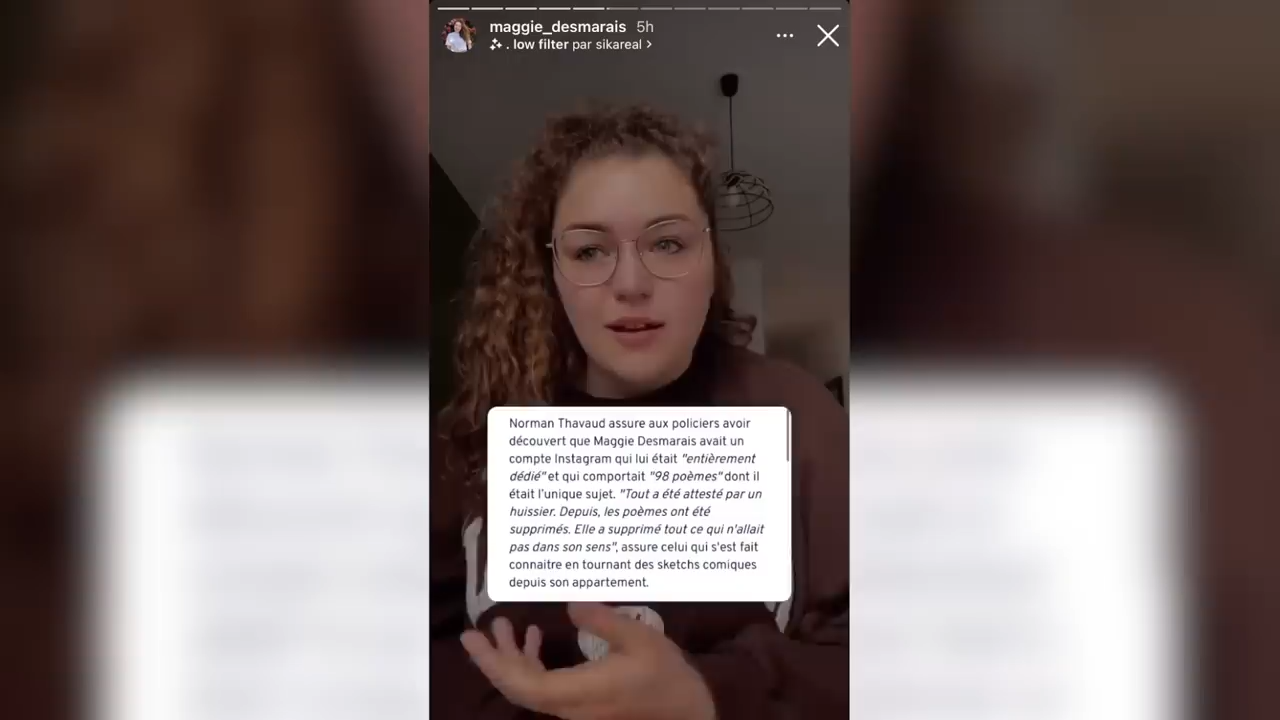 maggie_desmarais 5h
. low filter par sikareal >
Norman Thavaud assure aux policiers avoir
découvert que Maggie Desmarais avait un
compte Instagram qui lui était "entièrement
dédié" et qui comportait "98 poèmes" dont il
était l'unique sujet. "Tout a été attesté par un
huissier. Depuis, les poèmes ont été
supprimés. Elle a supprimé tout ce qui n'allait
pas dans son sens", assure celui qui s'est fait
connaitre en tournant des sketchs comiques
depuis son appartement.